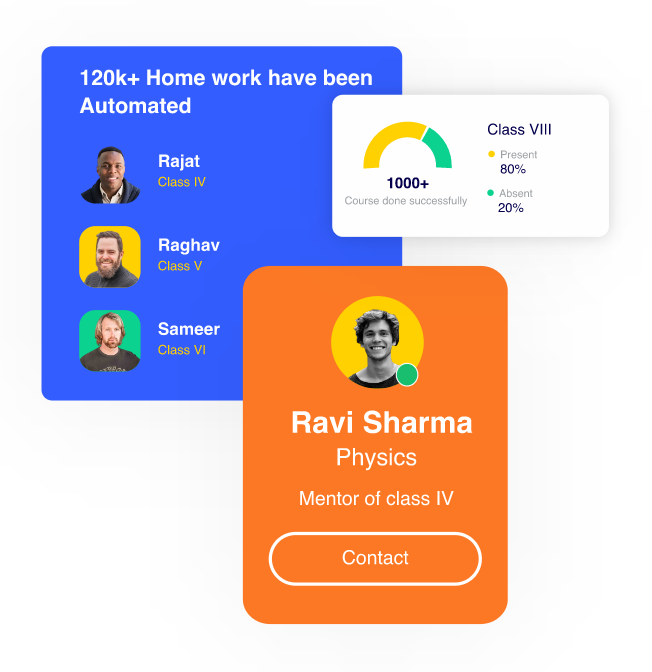 120k+ Home work have been
Automated
Rajat
Class IV
Raghav
Class V
Sameer
Class VI
Class VIII
Present
80%
Absent
20%
1000+
Course done successfully
Ravi Sharma
Physics
Mentor of class IV
Contact